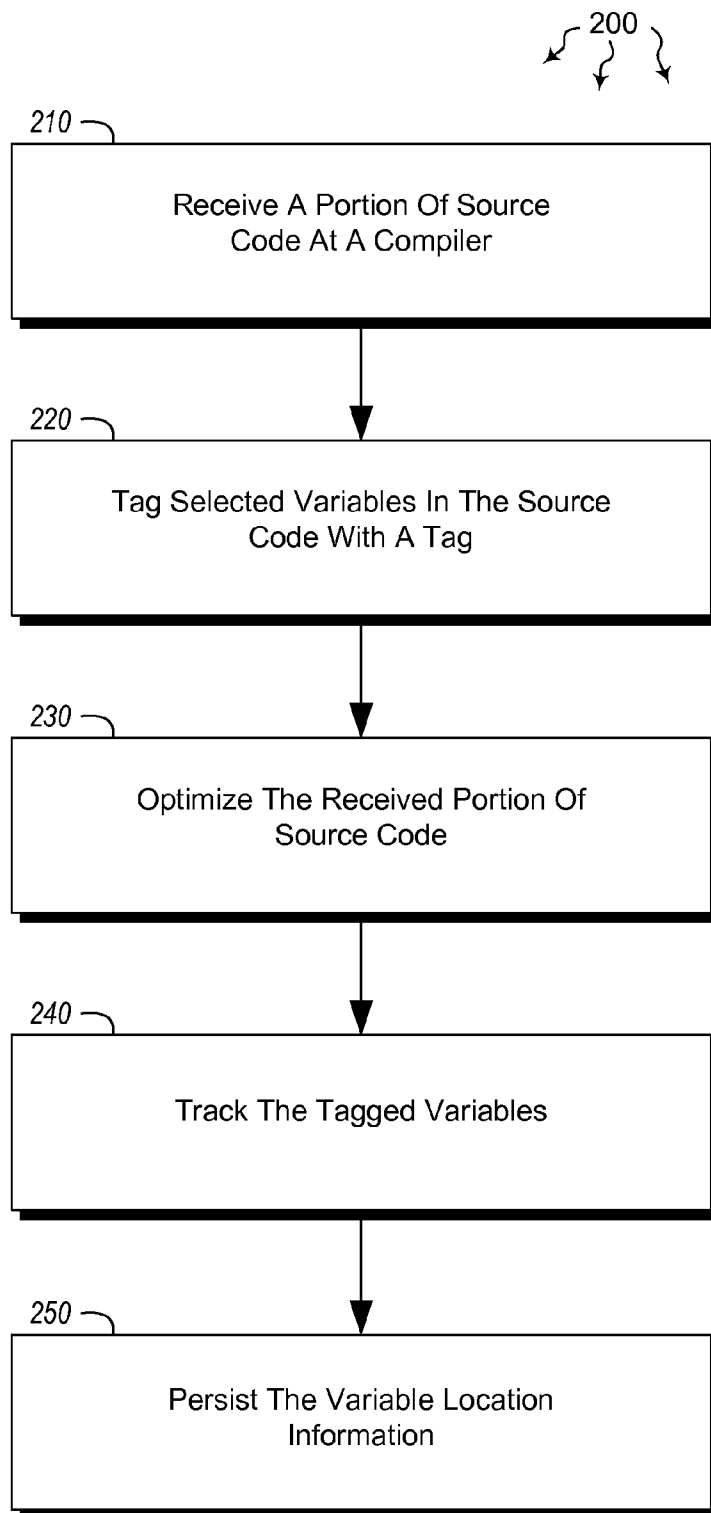 200
210
Receive A Portion Of Source
Code At A Compiler
220
Tag Selected Variables In The Source
Code With A Tag
230
Optimize The Received Portion Of
Source Code
240
Track The Tagged Variables
250
Persist The Variable Location
Information